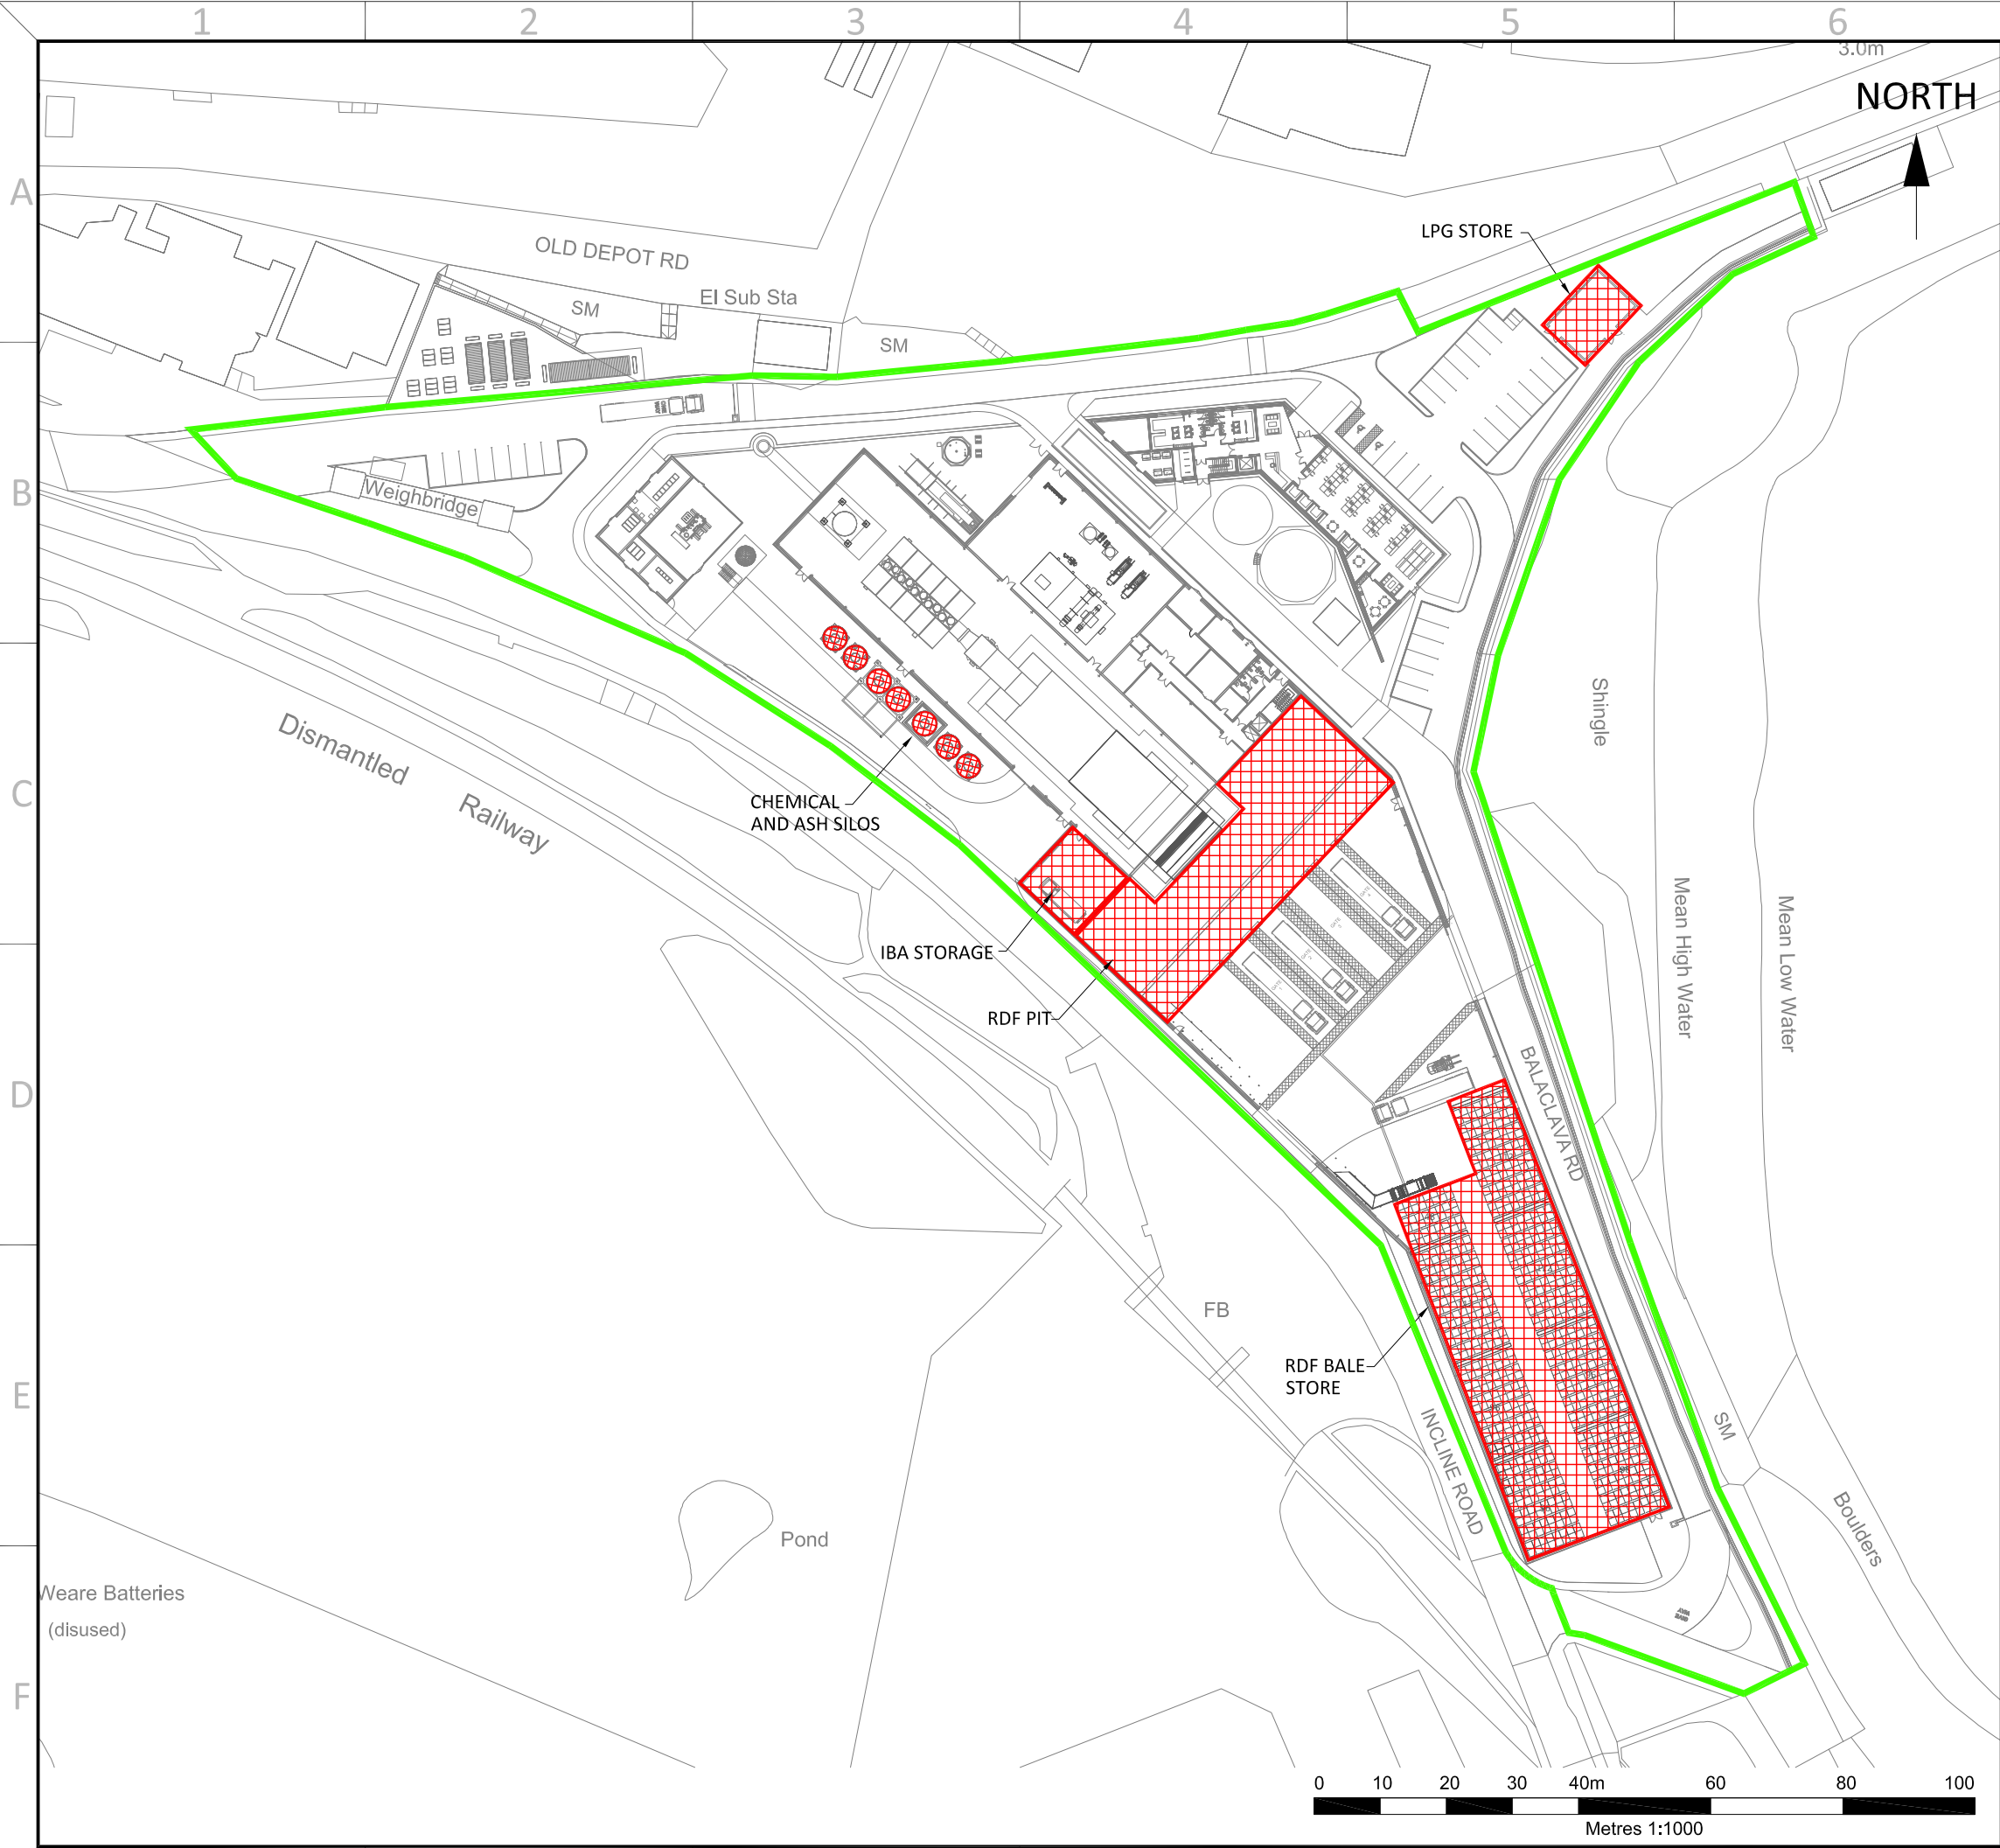 1 2 3 4 5 6
3.0m
NORTH
A
LPG STORE
OLD DEPOT RD
El Sub Sta
SM
SM
B
Weighbridge
Shingle
Dismantled
Railway
C
CHEMICAL
AND ASH SILOS
Mean High Water
Mean Low Water
IBA STORAGE
RDF PIT
BALACLAVA RD
D
FB
RDF BALE
STORE
E
INCLINE ROAD
SM
Boulders
Pond
Weare Batteries
(disused)
F
0 10 20 30 40m 60 80 100
Metres 1:1000